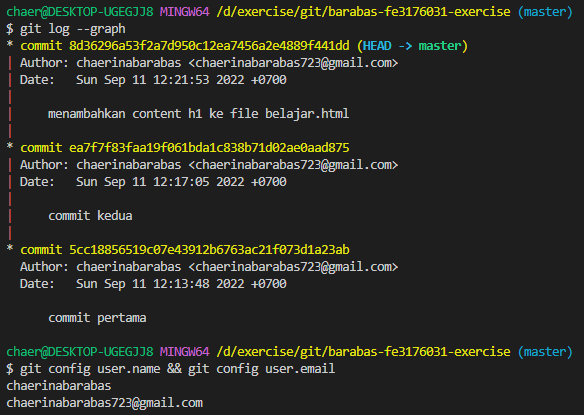 chaer@DESKTOP-UGEGJJ8 MINGW64 /d/exercise/git/barabas-fe3176031-exercise (master)
$ git log --graph
* commit 8d36296a53f2a7d950c12ea7456a2e4889f441dd (HEAD -> master)
| Author: chaerinabarabas <chaerinabarabas723@gmail.com>
| Date:   Sun Sep 11 12:21:53 2022 +0700
|
|     menambahkan content h1 ke file belajar.html
|
* commit ea7f7f83faa19f061bda1c838b71d02ae0aad875
| Author: chaerinabarabas <chaerinabarabas723@gmail.com>
| Date:   Sun Sep 11 12:17:05 2022 +0700
|
|     commit kedua
|
* commit 5cc18856519c07e43912b6763ac21f073d1a23ab
  Author: chaerinabarabas <chaerinabarabas723@gmail.com>
  Date:   Sun Sep 11 12:13:48 2022 +0700

      commit pertama

chaer@DESKTOP-UGEGJJ8 MINGW64 /d/exercise/git/barabas-fe3176031-exercise (master)
$ git config user.name && git config user.email
chaerinabarabas
chaerinabarabas723@gmail.com